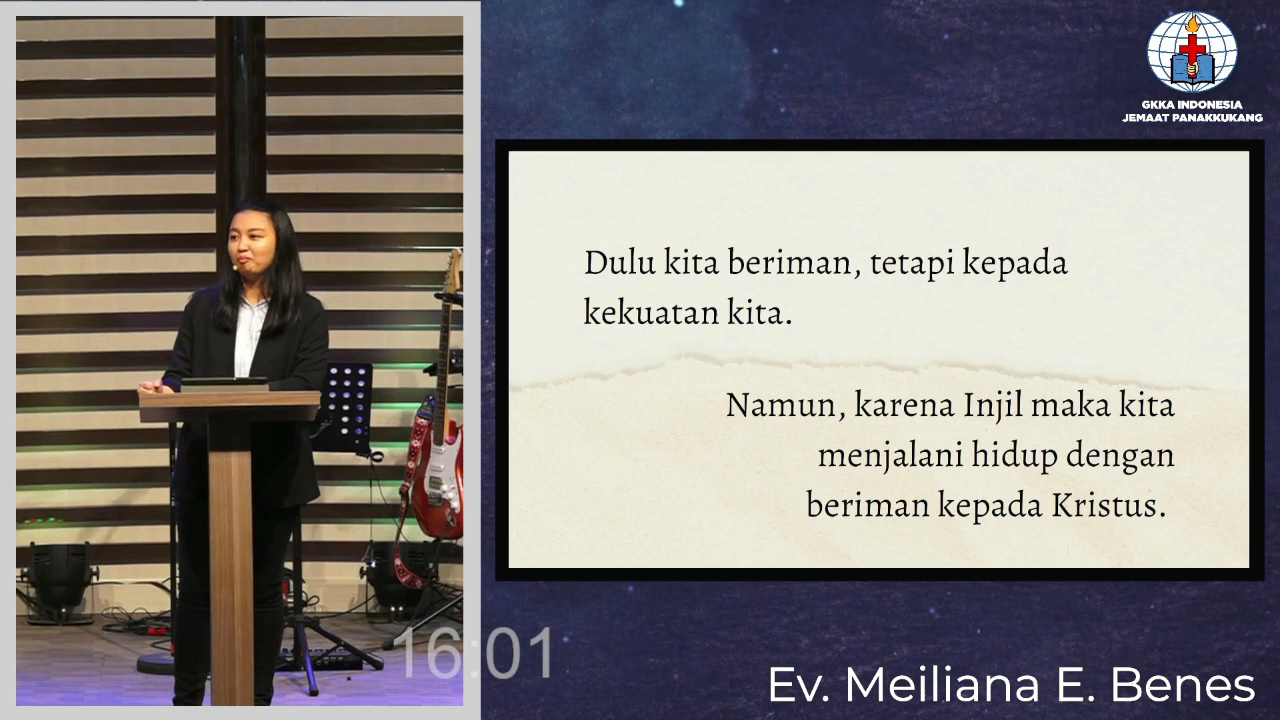 GKKA INDONESIA
JEMAAT PANAKKUKANG
Dulu kita beriman, tetapi kepada
kekuatan kita.
Namun, karena Injil maka kita
menjalani hidup dengan
beriman kepada Kristus.
16:01
Ev. Meiliana E. Benes